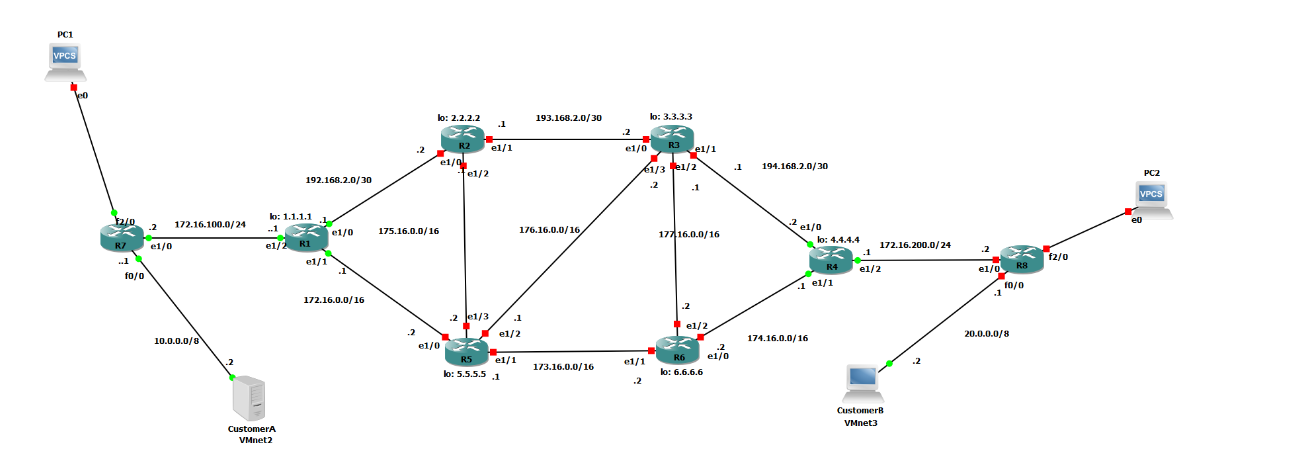 PC1
VPCS
e0
f2/0
R7
.2
e1/0
..1
f0/0
172.16.100.0/24
10.0.0.0/8
.2
CustomerA
VMnet2
lo: 1.1.1.1
..1
e1/2
R1
.1
e1/0
e1/1
.1
192.168.2.0/30
172.16.0.0/16
lo: 2.2.2.2
.2
e1/0
R2
.1
e1/1
e1/2
193.168.2.0/30
175.16.0.0/16
176.16.0.0/16
177.16.0.0/16
lo: 3.3.3.3
.2
e1/0
R3
e1/1
.1
e1/3
.2
e1/2
.1
194.168.2.0/30
.2
e1/3
.1
e1/2
.2
e1/0
R5
e1/1
.1
lo: 5.5.5.5
173.16.0.0/16
.2
e1/2
e1/1
.2
R6
.2
e1/0
lo: 6.6.6.6
174.16.0.0/16
.2
e1/0
lo: 4.4.4.4
R4
.1
e1/2
e1/1
.1
172.16.200.0/24
.2
e1/0
R8
f2/0
f0/0
.1
20.0.0.0/8
.2
CustomerB
VMnet3
PC2
VPCS
e0